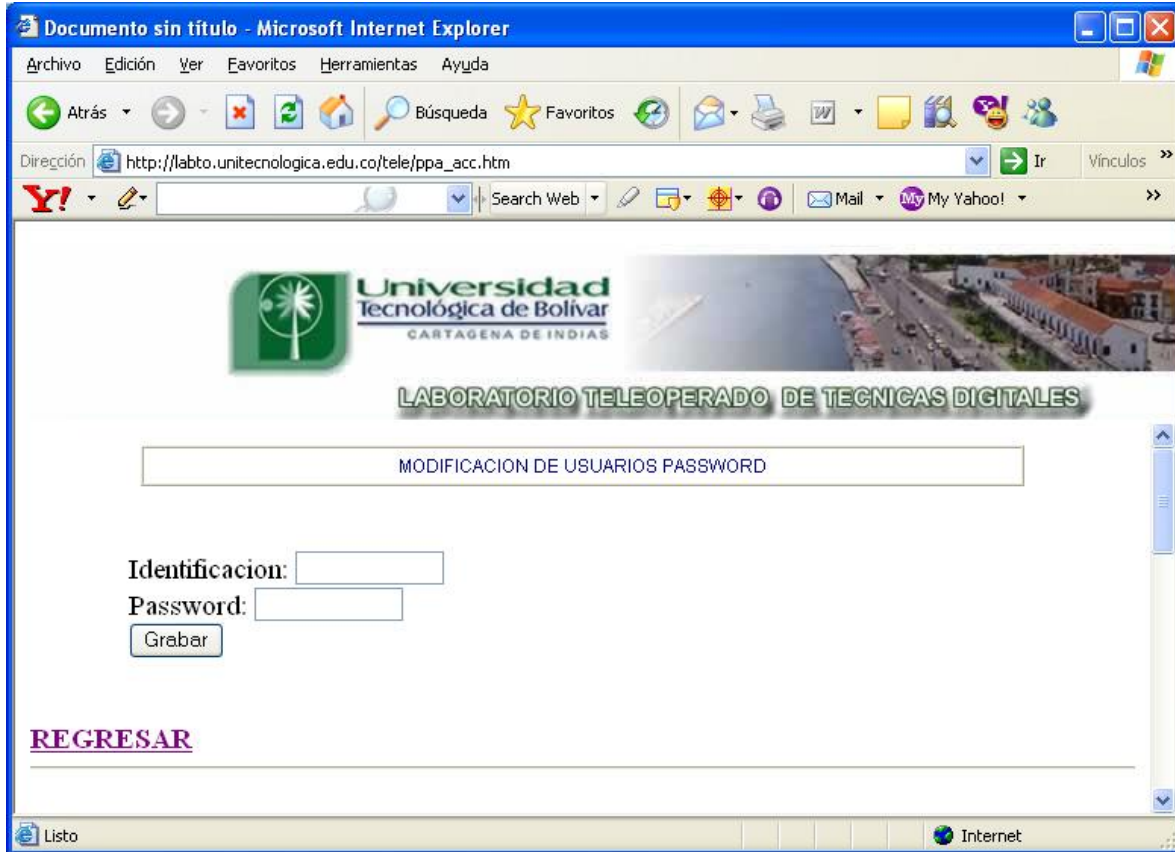 Documento sin título - Microsoft Internet Explorer
Archivo Edición Ver Favoritos Herramientas Ayuda
Atrás Búsqueda Favoritos W
Dirección http://labto.unitecnologica.edu.co/tele/ppa_acc.htm Ir Vínculos »
Y! Search Web Mail My My Yahoo! »
Universidad
Tecnológica de Bolívar
CARTAGENA DE INDIAS
LABORATORIO TELEOPERADO DE TECNICAS DIGITALES
MODIFICACION DE USUARIOS PASSWORD
Identificacion:
Password:
Grabar
REGRESAR
Listo Internet